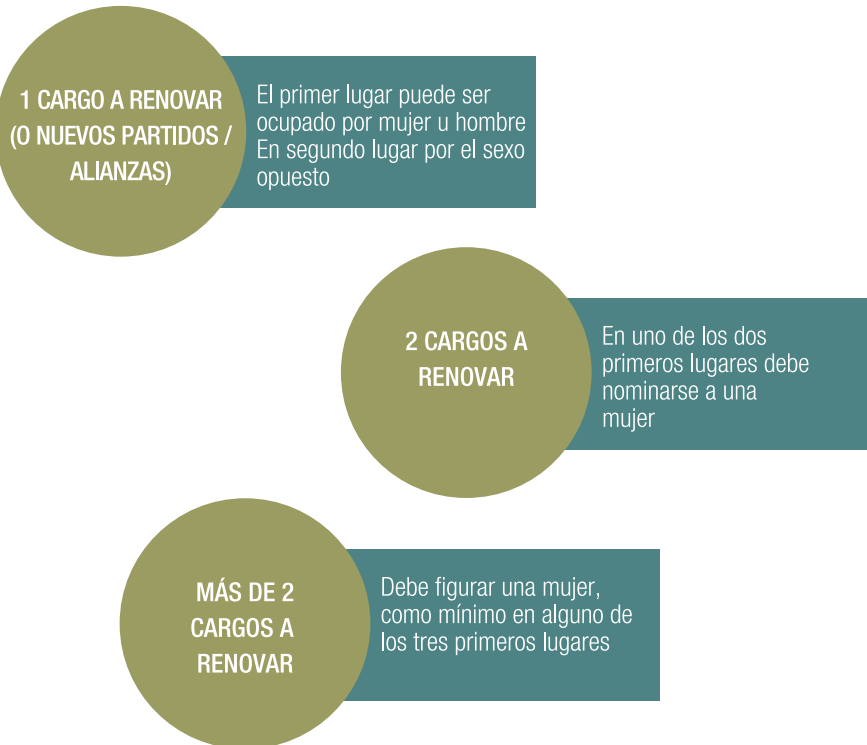 1 CARGO A RENOVAR
(O NUEVOS PARTIDOS /
ALIANZAS)
El primer lugar puede ser
ocupado por mujer u hombre
En segundo lugar por el sexo
opuesto
2 CARGOS A
RENOVAR
En uno de los dos
primeros lugares debe
nominarse a una
mujer
MÁS DE 2
CARGOS A
RENOVAR
Debe figurar una mujer,
como mínimo en alguno de
los tres primeros lugares